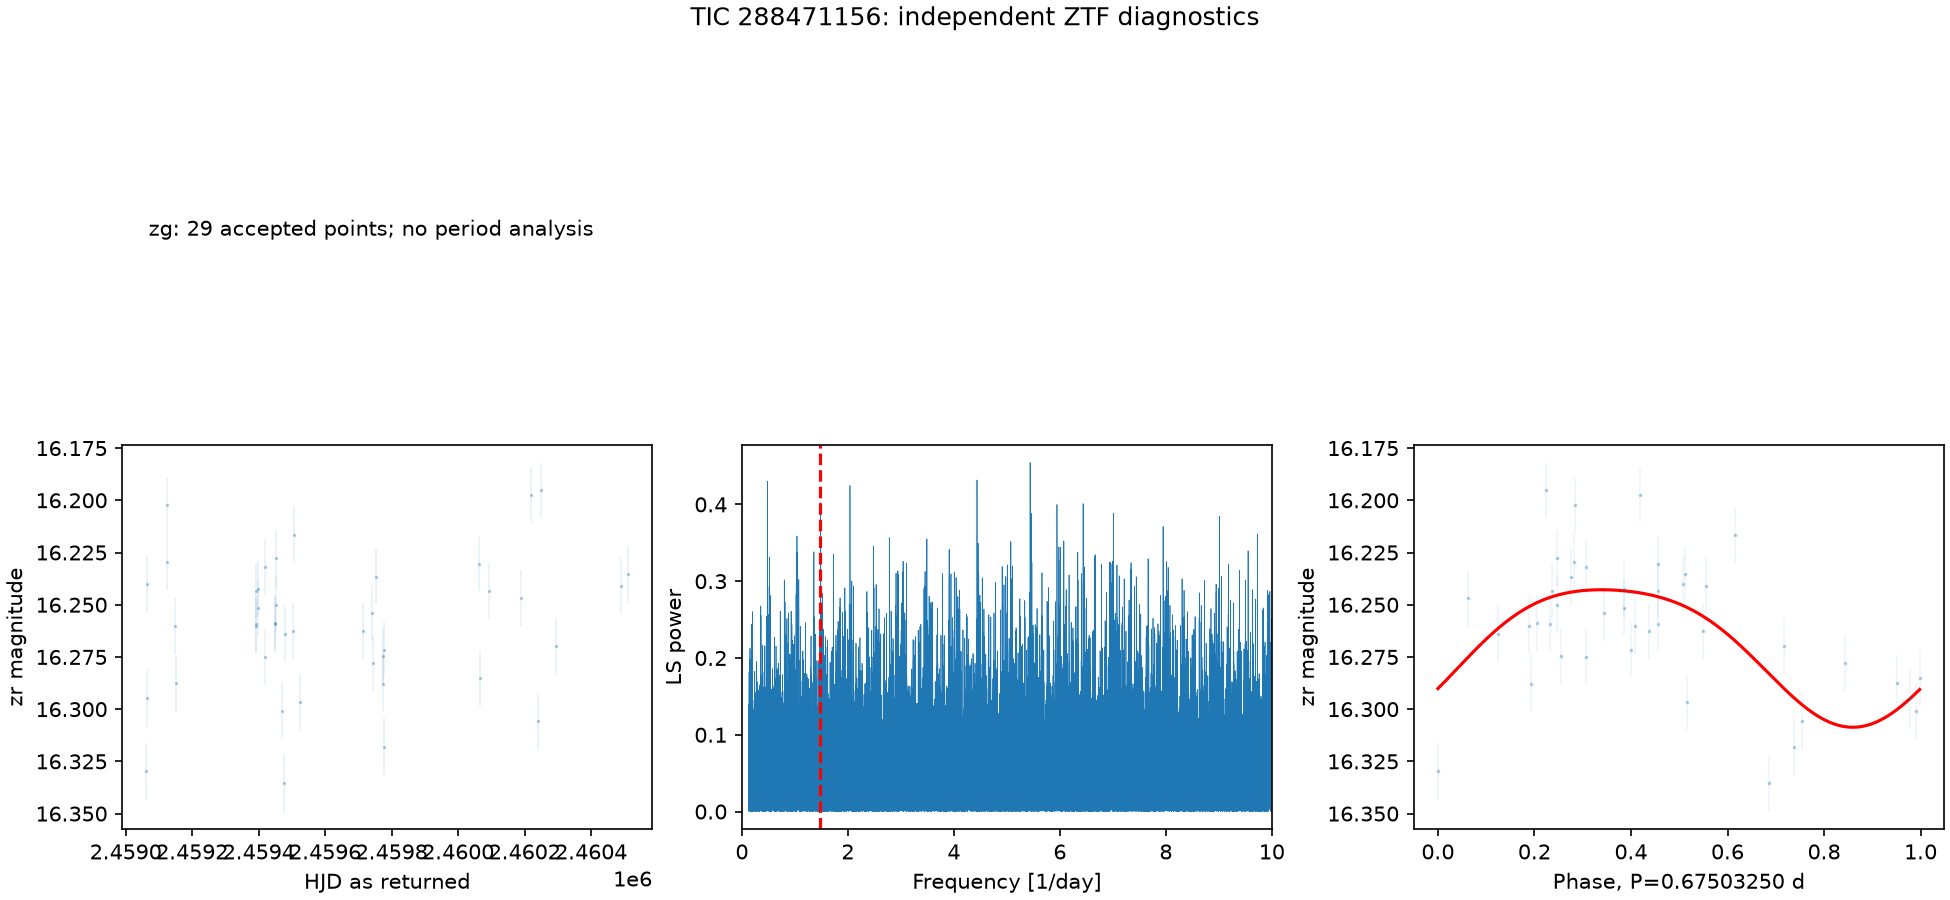 TIC 288471156: independent ZTF diagnostics
zg: 29 accepted points; no period analysis
zr magnitude
16.175
16.200
16.225
16.250
16.275
16.300
16.325
16.350
2.4590 2.4592 2.4594 2.4596 2.4598 2.4600 2.4602 2.4604
1e6
HJD as returned
LS power
0.4
0.3
0.2
0.1
0.0
0 2 4 6 8 10
Frequency [1/day]
zr magnitude
16.175
16.200
16.225
16.250
16.275
16.300
16.325
16.350
0.0 0.2 0.4 0.6 0.8 1.0
Phase, P=0.67503250 d